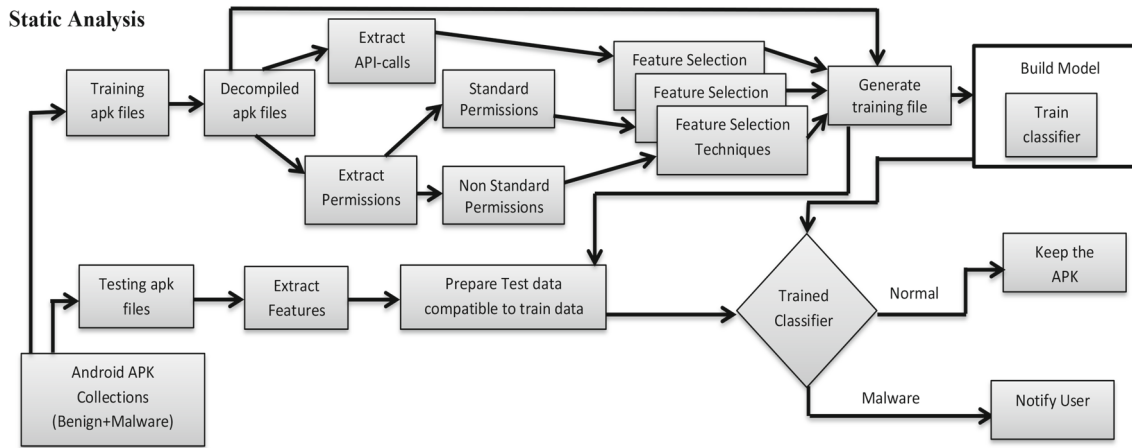 Static Analysis
Training
apk files
Decompiled
apk files
Extract
API-calls
Extract
Permissions
Standard
Permissions
Non Standard
Permissions
Feature Selection
Feature Selection
Feature Selection
Techniques
Generate
training file
Build Model
Train
classifier
Testing apk
files
Extract
Features
Prepare Test data
compatible to train data
Trained
Classifier
Normal
Keep the
APK
Malware
Notify User
Android APK
Collections
(Benign+Malware)